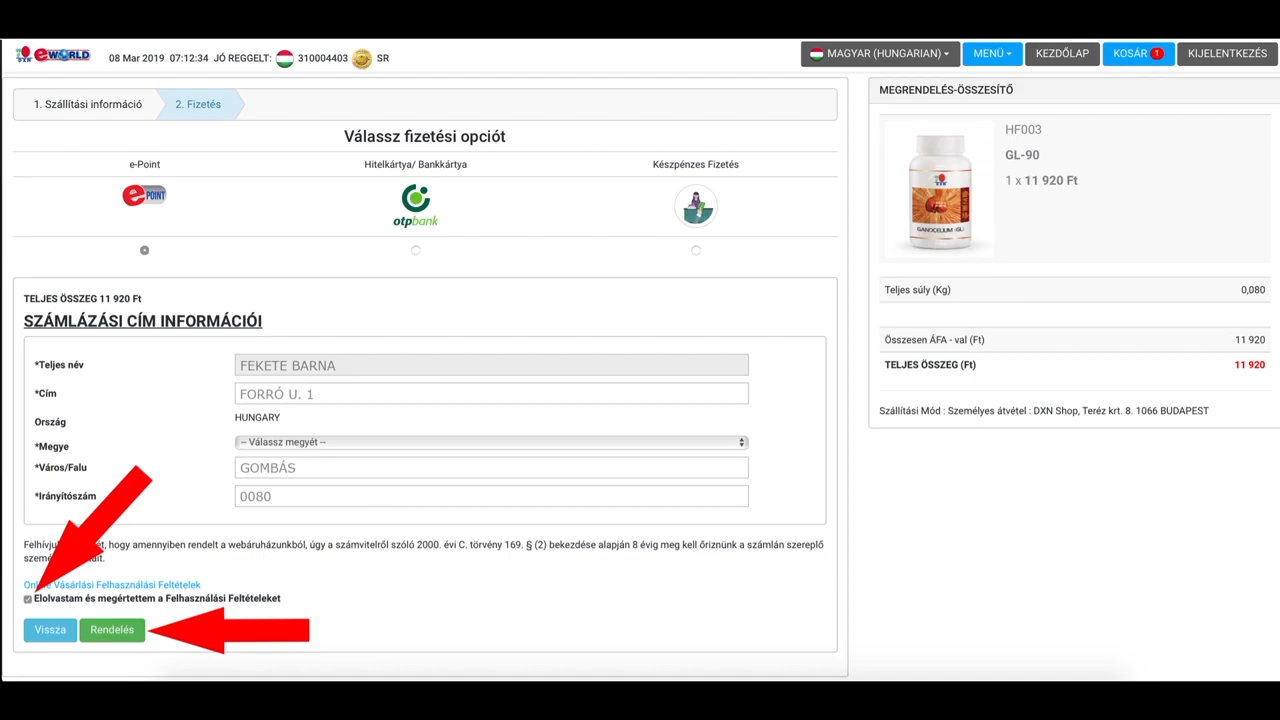 DXN eWORLD 08 Mar 2019 07:12:34 JÓ REGGELT: 310004403 SR
MAGYAR (HUNGARIAN) MENÜ KEZDŐLAP KOSÁR 1 KIJELENTKEZÉS
1. Szállítási információ 2. Fizetés
Válassz fizetési opciót
e-Point Hitelkártya/ Bankkártya Készpénzes Fizetés
e POINT
otpbank
TELJES ÖSSZEG 11 920 Ft
SZÁMLÁZÁSI CÍM INFORMÁCIÓI
*Teljes név FEKETE BARNA
*Cím FORRÓ U. 1
Ország HUNGARY
*Megye -- Válassz megyét --
*Város/Falu GOMBÁS
*Irányítószám 0080
hogy amennyiben rendelt a webáruházunkból, úgy a számvitelről szóló 2000. évi C. törvény 169. § (2) bekezdése alapján 8 évig meg kell őriznünk a számlán szereplő
Vásárlási Felhasználási Feltételek
Elolvastam és megértettem a Felhasználási Feltételeket
Vissza Rendelés
MEGRENDELÉS-ÖSSZESÍTŐ
HF003
GL-90
1 x 11 920 Ft
GANOCELIUM (GL)
Teljes súly (Kg) 0,080
Összesen ÁFA - val (Ft) 11 920
TELJES ÖSSZEG (Ft) 11 920
Szállítási Mód : Személyes átvétel : DXN Shop, Teréz krt. 8. 1066 BUDAPEST